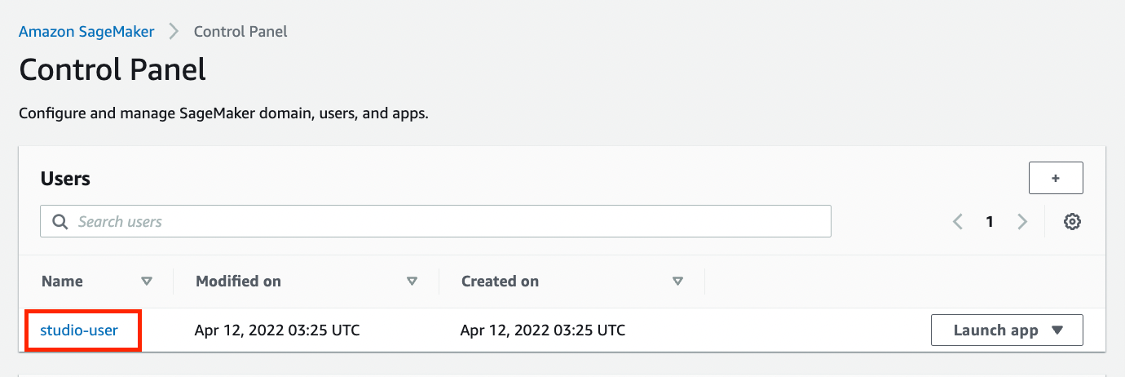 Amazon SageMaker > Control Panel
Control Panel
Configure and manage SageMaker domain, users, and apps.
Users +
Search users < 1 >
Name Modified on Created on
studio-user Apr 12, 2022 03:25 UTC Apr 12, 2022 03:25 UTC Launch app